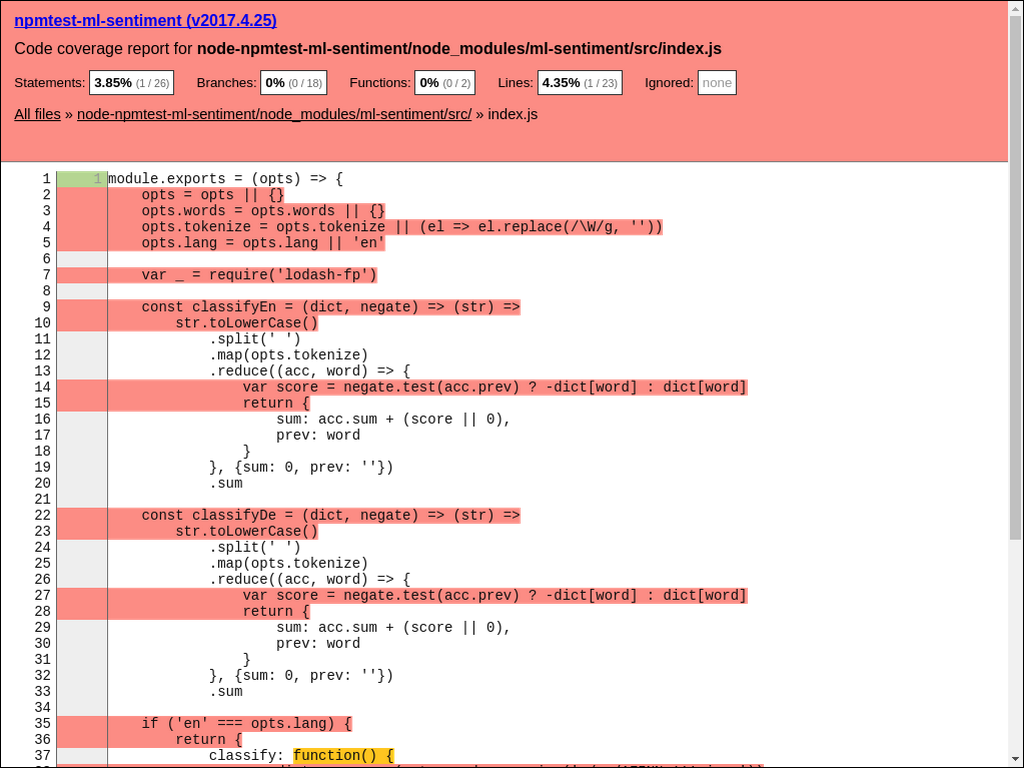 npmtest-ml-sentiment (v2017.4.25)
Code coverage report for node-npmtest-ml-sentiment/node_modules/ml-sentiment/src/index.js
Statements: 3.85% (1 / 26) Branches: 0% (0 / 18) Functions: 0% (0 / 2) Lines: 4.35% (1 / 23) Ignored: none
All files » node-npmtest-ml-sentiment/node_modules/ml-sentiment/src/ » index.js
1 1 module.exports = (opts) => {
2     opts = opts || {}
3     opts.words = opts.words || {}
4     opts.tokenize = opts.tokenize || (el => el.replace(/\W/g, ''))
5     opts.lang = opts.lang || 'en'
6
7     var _ = require('lodash-fp')
8
9     const classifyEn = (dict, negate) => (str) =>
10         str.toLowerCase()
11             .split(' ')
12             .map(opts.tokenize)
13             .reduce((acc, word) => {
14                 var score = negate.test(acc.prev) ? -dict[word] : dict[word]
15                 return {
16                     sum: acc.sum + (score || 0),
17                     prev: word
18                 }
19             }, {sum: 0, prev: ''})
20             .sum
21
22     const classifyDe = (dict, negate) => (str) =>
23         str.toLowerCase()
24             .split(' ')
25             .map(opts.tokenize)
26             .reduce((acc, word) => {
27                 var score = negate.test(acc.prev) ? -dict[word] : dict[word]
28                 return {
29                     sum: acc.sum + (score || 0),
30                     prev: word
31                 }
32             }, {sum: 0, prev: ''})
33             .sum
34
35     if ('en' === opts.lang) {
36         return {
37             classify: function() {